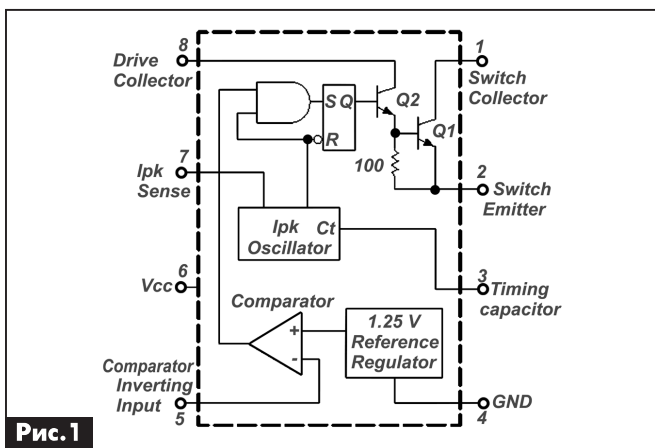 8
Drive
Collector
1
Switch
Collector
S Q
R
Q2
Q1
100
7
Ipk
Sense
2
Switch
Emitter
Ipk Ct
Oscillator
6
Vcc
3
Timing
capacitor
Comparator
+
-
1.25 V
Reference
Regulator
Comparator
Inverting
Input
5
GND
4
Рис.1